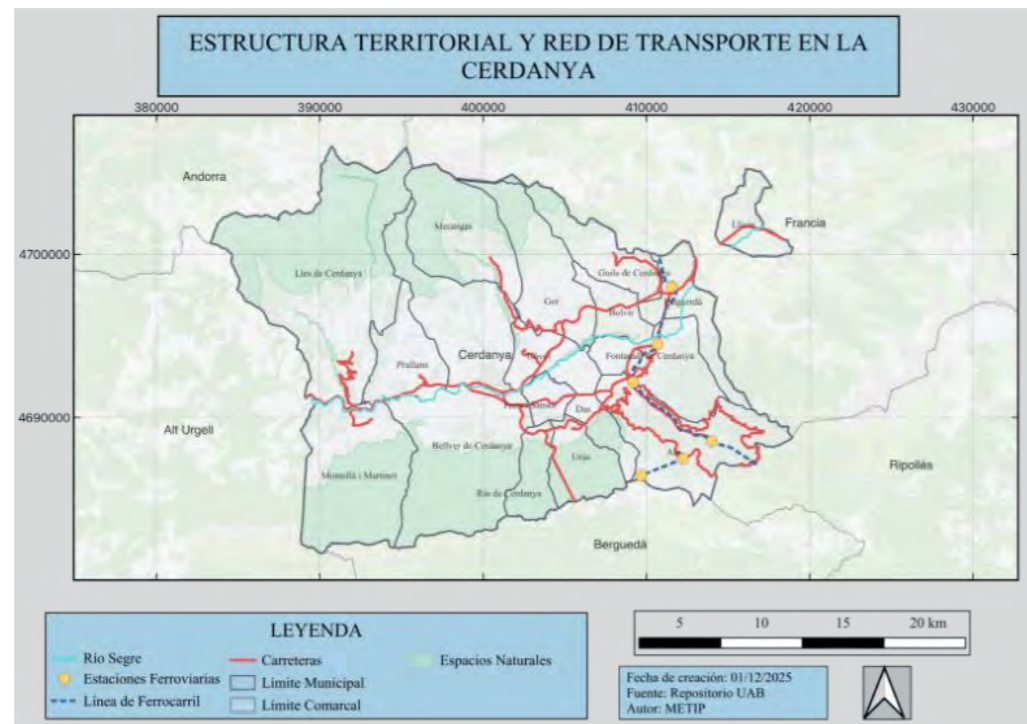 ESTRUCTURA TERRITORIAL Y RED DE TRANSPORTE EN LA
CERDANYA
380000 390000 400000 410000 420000 430000
Andorra
Francia
4700000
Meranges
Lles de Cerdanya
Guils de Cerdanya
Ger
Bolvir
Prullans
Cerdanya
Fontanals de Cerdanya
4690000
Das
Alt Urgell
Bellver de Cerdanya
Urús
Montellà i Martinet
Riu de Cerdanya
Ripollès
Berguedà
LEYENDA
Río Segre
Estaciones Ferroviarias
Línea de Ferrocarril
Carreteras
Límite Municipal
Límite Comarcal
Espacios Naturales
5 10 15 20 km
Fecha de creación: 01/12/2025
Fuente: Repositorio UAB
Autor: METIP